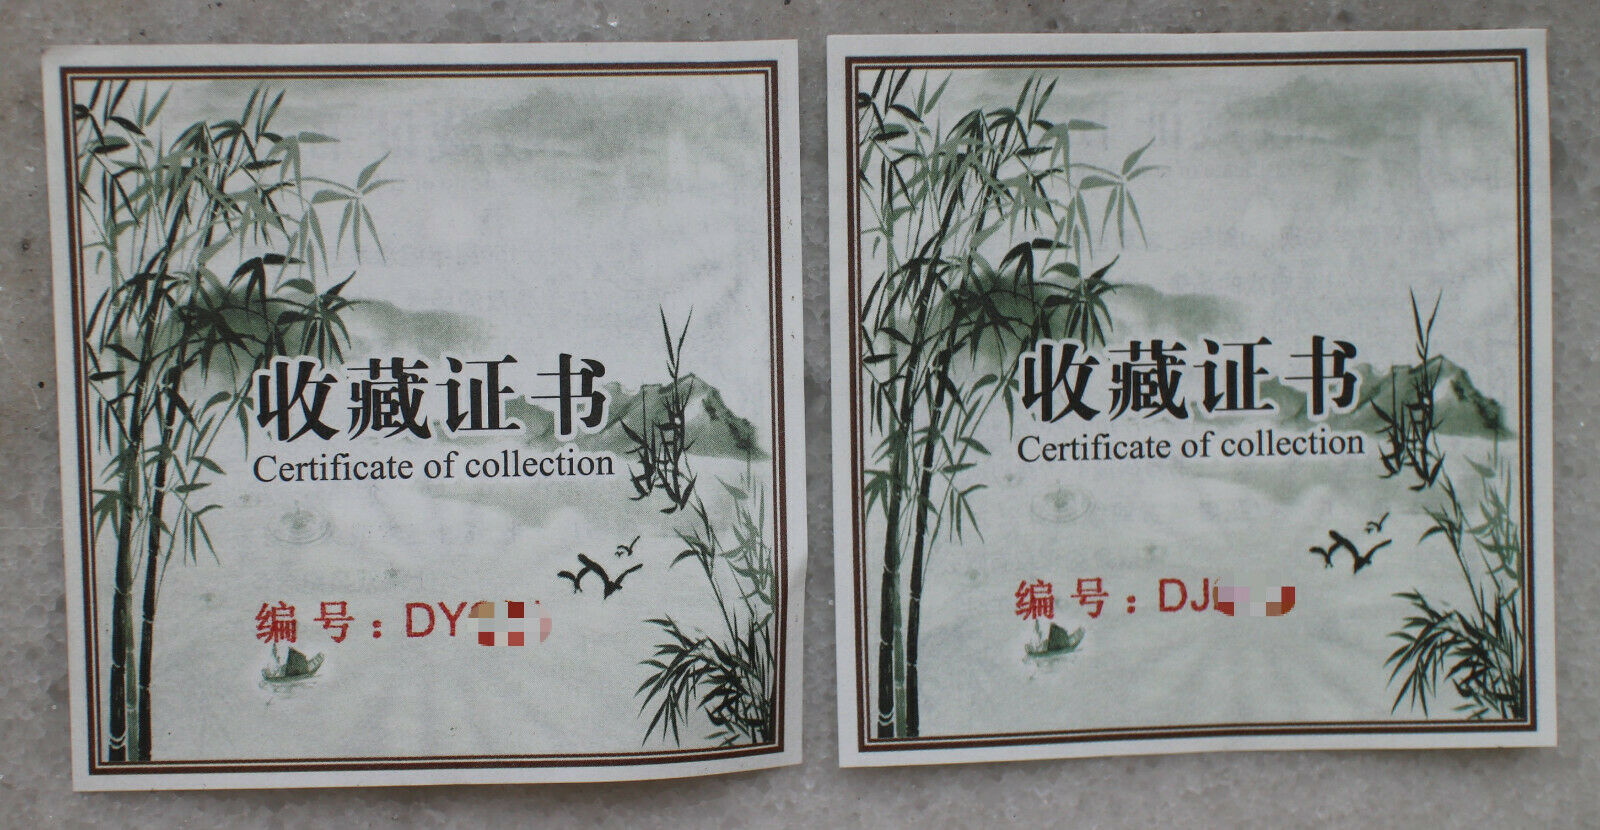 收藏证书
Certificate of collection
编号：DY
收藏证书
Certificate of collection
编号：DJ